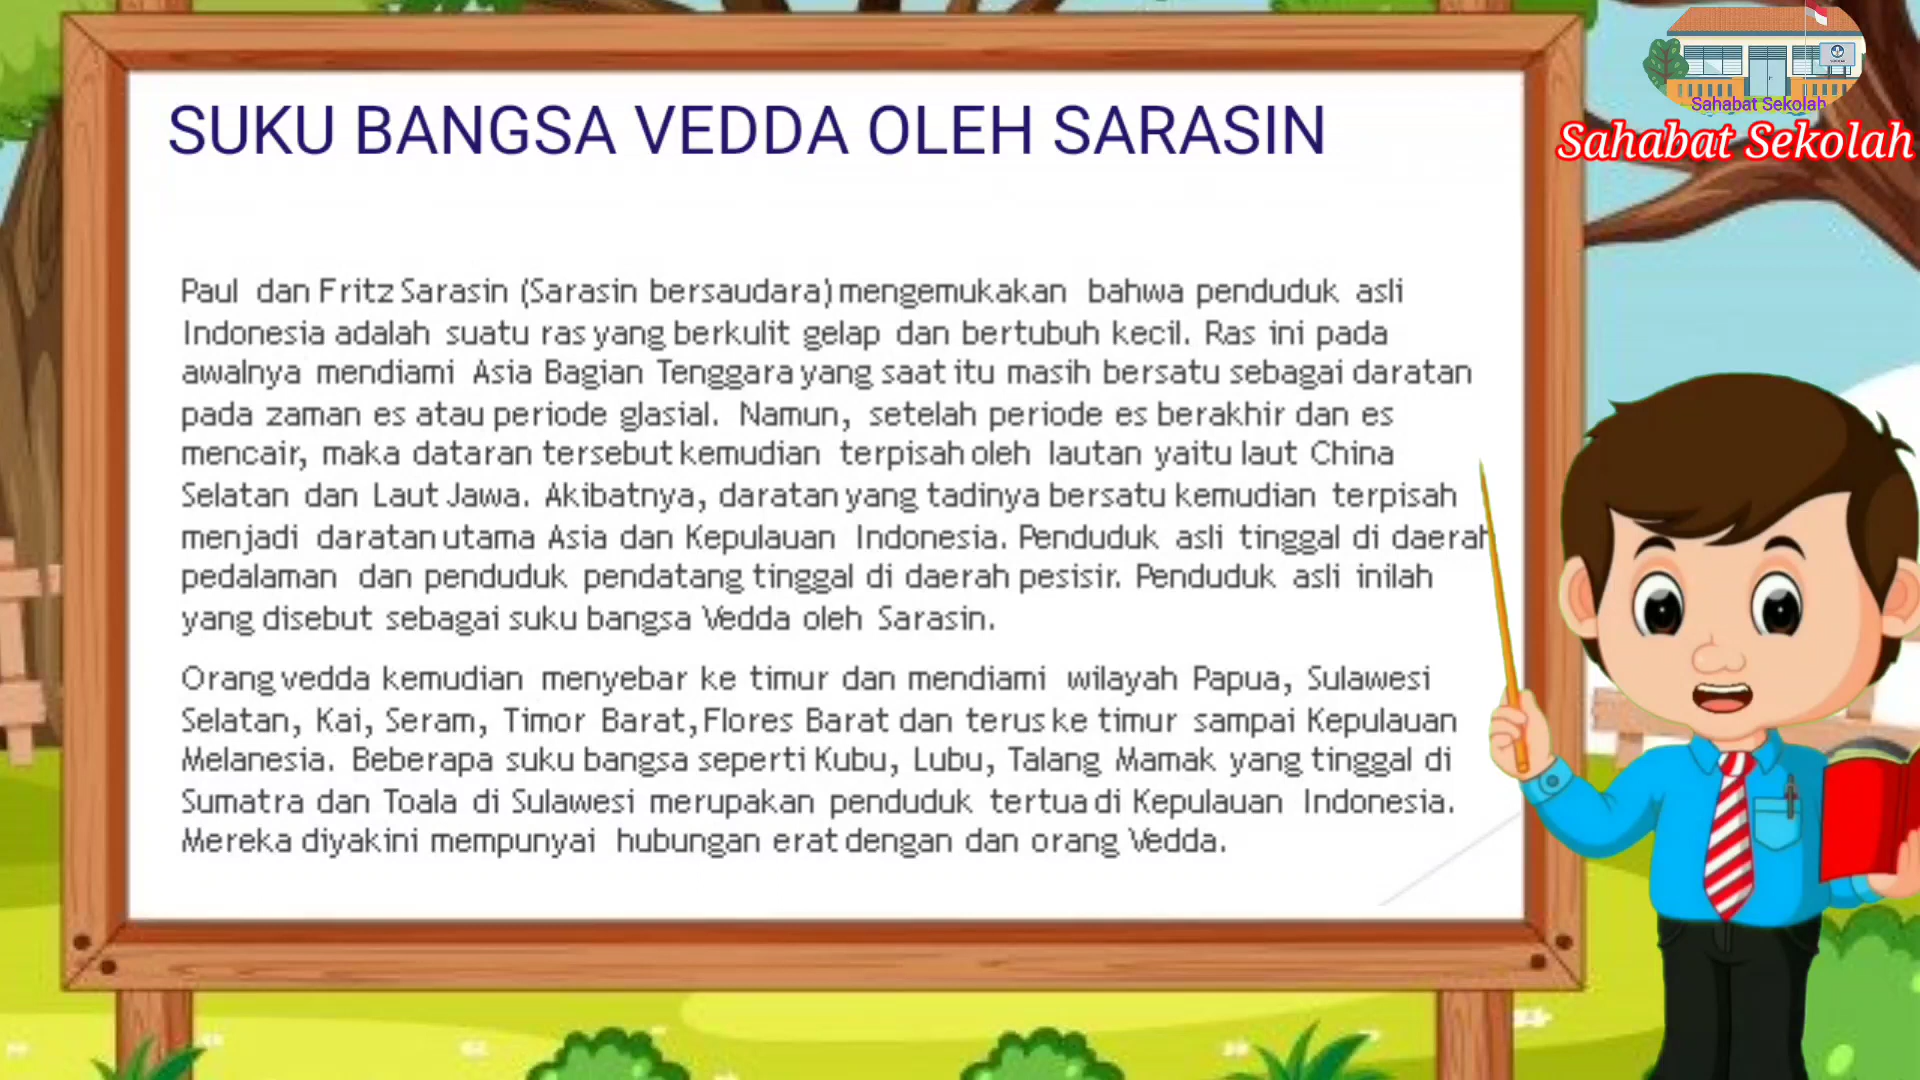 Sahabat Sekolah
Sahabat Sekolah
SUKU BANGSA VEDDA OLEH SARASIN
Paul dan Fritz Sarasin (Sarasin bersaudara) mengemukakan bahwa penduduk asli
Indonesia adalah suatu ras yang berkulit gelap dan bertubuh kecil. Ras ini pada
awalnya mendiami Asia Bagian Tenggara yang saat itu masih bersatu sebagai daratan
pada zaman es atau periode glasial. Namun, setelah periode es berakhir dan es
mencair, maka dataran tersebut kemudian terpisah oleh lautan yaitu laut China
Selatan dan Laut Jawa. Akibatnya, daratan yang tadinya bersatu kemudian terpisah
menjadi daratan utama Asia dan Kepulauan Indonesia. Penduduk asli tinggal di daerah
pedalaman dan penduduk pendatang tinggal di daerah pesisir. Penduduk asli inilah
yang disebut sebagai suku bangsa Vedda oleh Sarasin.
Orang vedda kemudian menyebar ke timur dan mendiami wilayah Papua, Sulawesi
Selatan, Kai, Seram, Timor Barat, Flores Barat dan terus ke timur sampai Kepulauan
Melanesia. Beberapa suku bangsa seperti Kubu, Lubu, Talang Mamak yang tinggal di
Sumatra dan Toala di Sulawesi merupakan penduduk tertua di Kepulauan Indonesia.
Mereka diyakini mempunyai hubungan erat dengan dan orang Vedda.